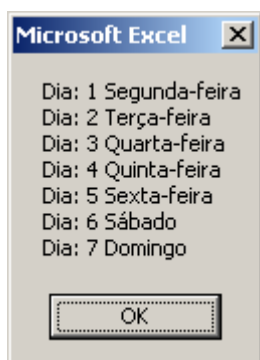 Microsoft Excel
Dia: 1 Segunda-feira
Dia: 2 Terça-feira
Dia: 3 Quarta-feira
Dia: 4 Quinta-feira
Dia: 5 Sexta-feira
Dia: 6 Sábado
Dia: 7 Domingo
OK